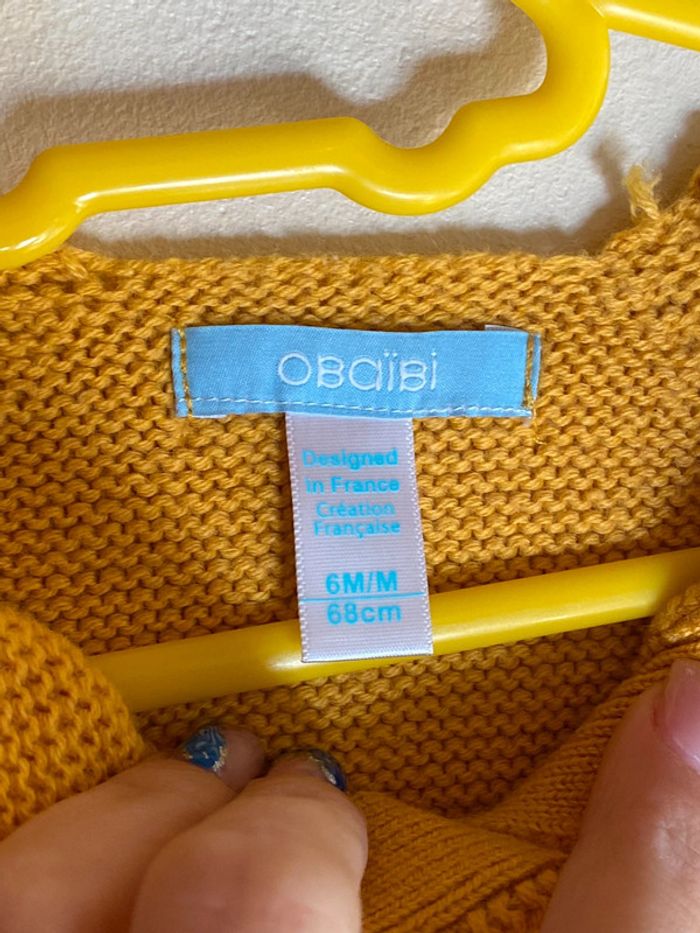 OBaïBi
Designed
in France
Création
Française
6M/M
68cm